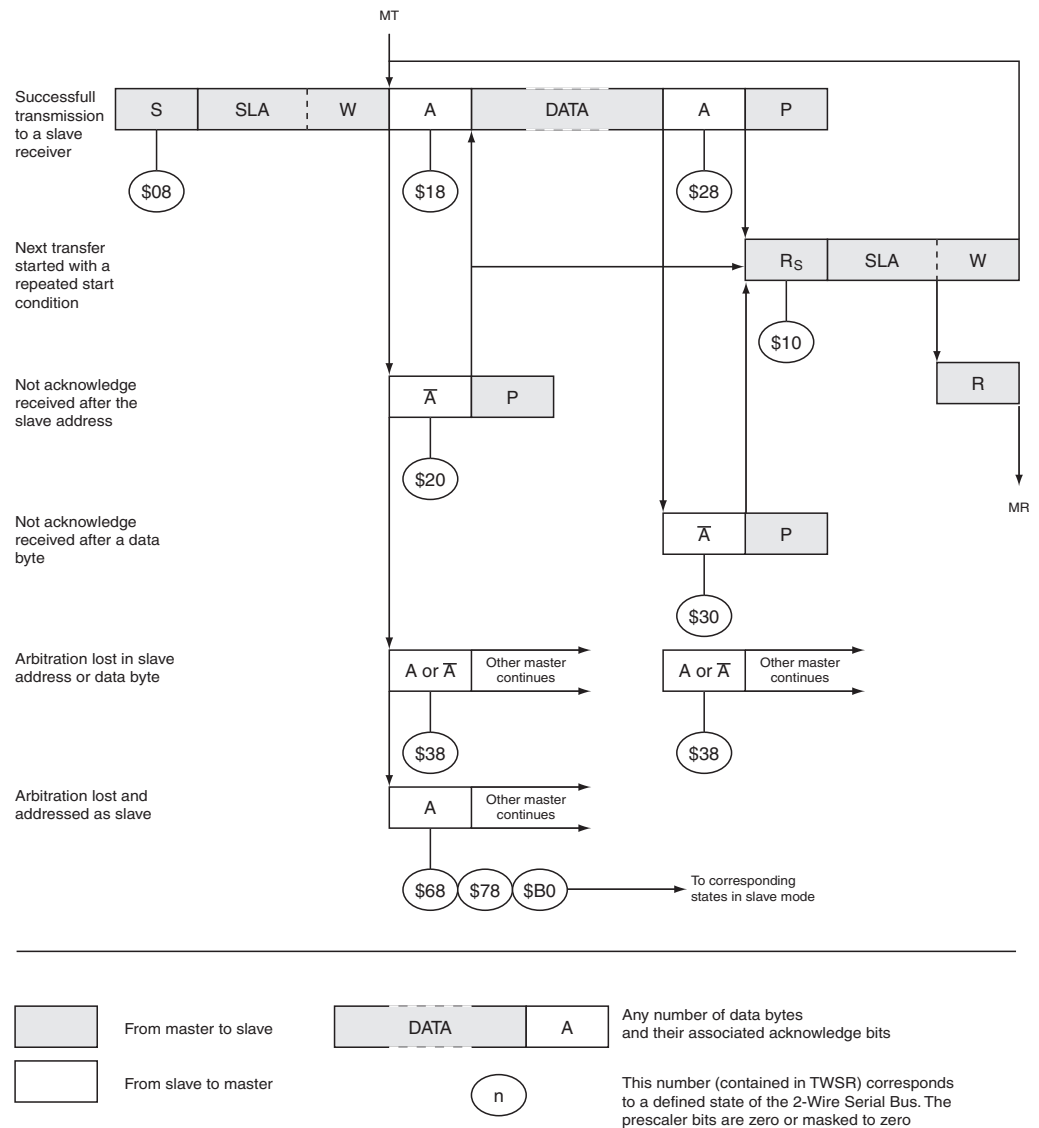 MT
Successfull
transmission
to a slave
receiver
S SLA W A DATA A P
$08 $18 $28
Next transfer
started with a
repeated start
condition
RS SLA W
$10
Not acknowledge
received after the
slave address
A̅ P
R
$20
MR
Not acknowledge
received after a data
byte
A̅ P
$30
Arbitration lost in slave
address or data byte
A or A̅
Other master
continues
A or A̅
Other master
continues
$38 $38
Arbitration lost and
addressed as slave
A
Other master
continues
$68 $78 $B0
To corresponding
states in slave mode
From master to slave
DATA A
Any number of data bytes
and their associated acknowledge bits
From slave to master
n
This number (contained in TWSR) corresponds
to a defined state of the 2-Wire Serial Bus. The
prescaler bits are zero or masked to zero